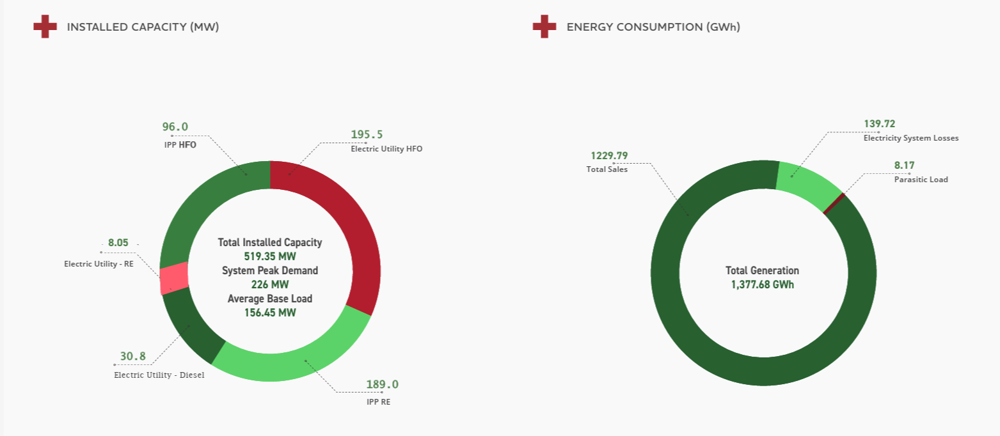 INSTALLED CAPACITY (MW)
96.0
IPP HFO
195.5
Electric Utility HFO
8.05
Electric Utility - RE
Total Installed Capacity
519.35 MW
System Peak Demand
226 MW
Average Base Load
156.45 MW
30.8
Electric Utility - Diesel
189.0
IPP RE
ENERGY CONSUMPTION (GWh)
139.72
Electricity System Losses
1229.79
Total Sales
8.17
Parasitic Load
Total Generation
1,377.68 GWh